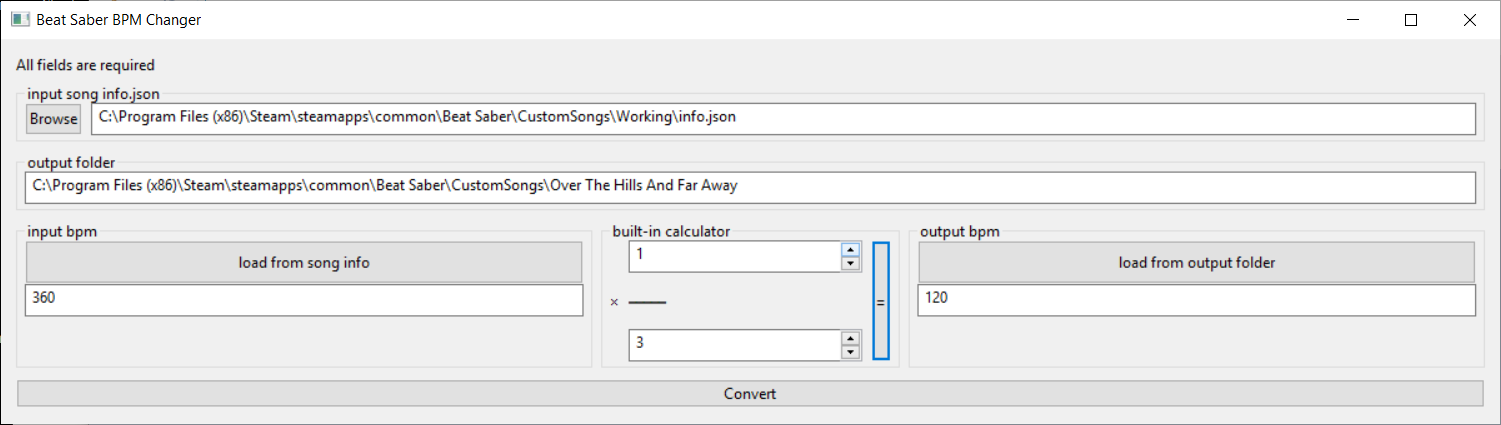 Beat Saber BPM Changer
All fields are required
input song info.json
Browse C:\Program Files (x86)\Steam\steamapps\common\Beat Saber\CustomSongs\Working\info.json
output folder
C:\Program Files (x86)\Steam\steamapps\common\Beat Saber\CustomSongs\Over The Hills And Far Away
input bpm
load from song info
360
built-in calculator
1
×
3
=
output bpm
load from output folder
120
Convert